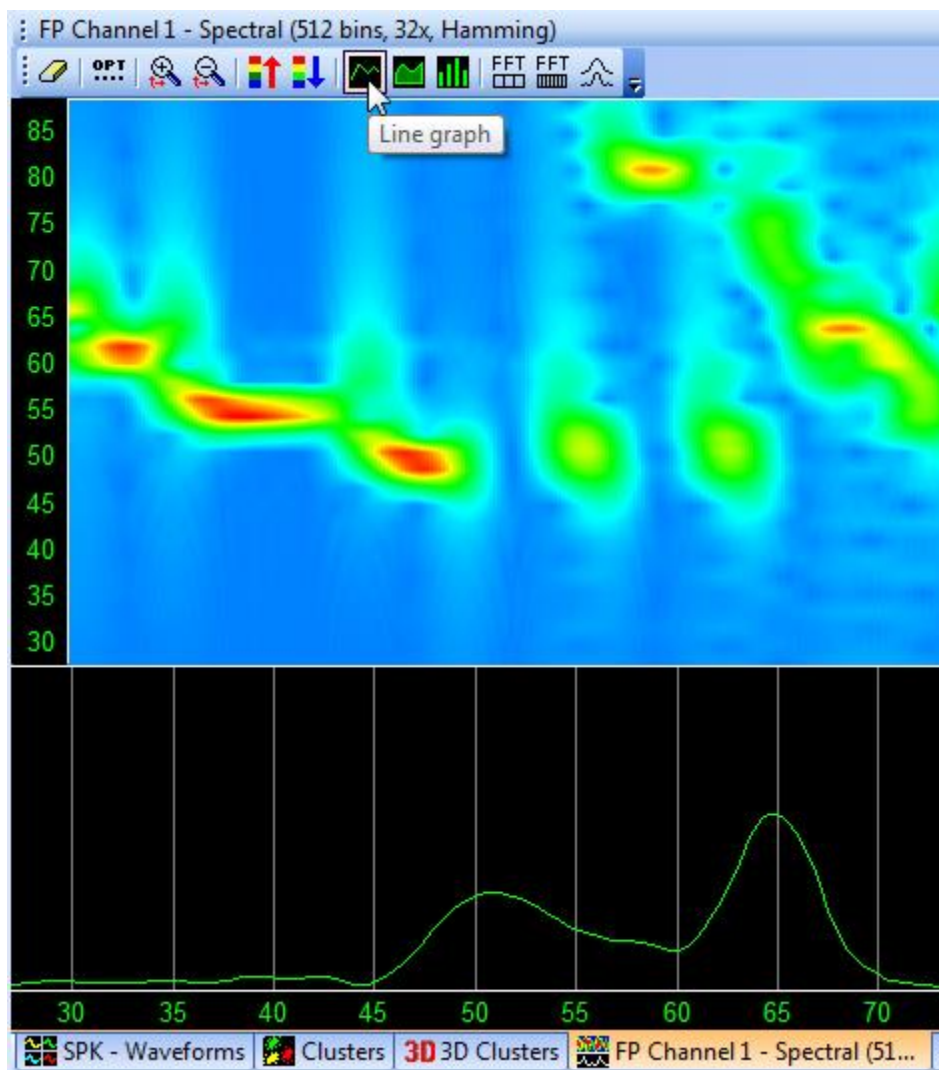 FP Channel 1 - Spectral (512 bins, 32x, Hamming)
OPT FFT FFT
Line graph
85
80
75
70
65
60
55
50
45
40
35
30
30 35 40 45 50 55 60 65 70
SPK - Waveforms Clusters 3D 3D Clusters FP Channel 1 - Spectral (51...